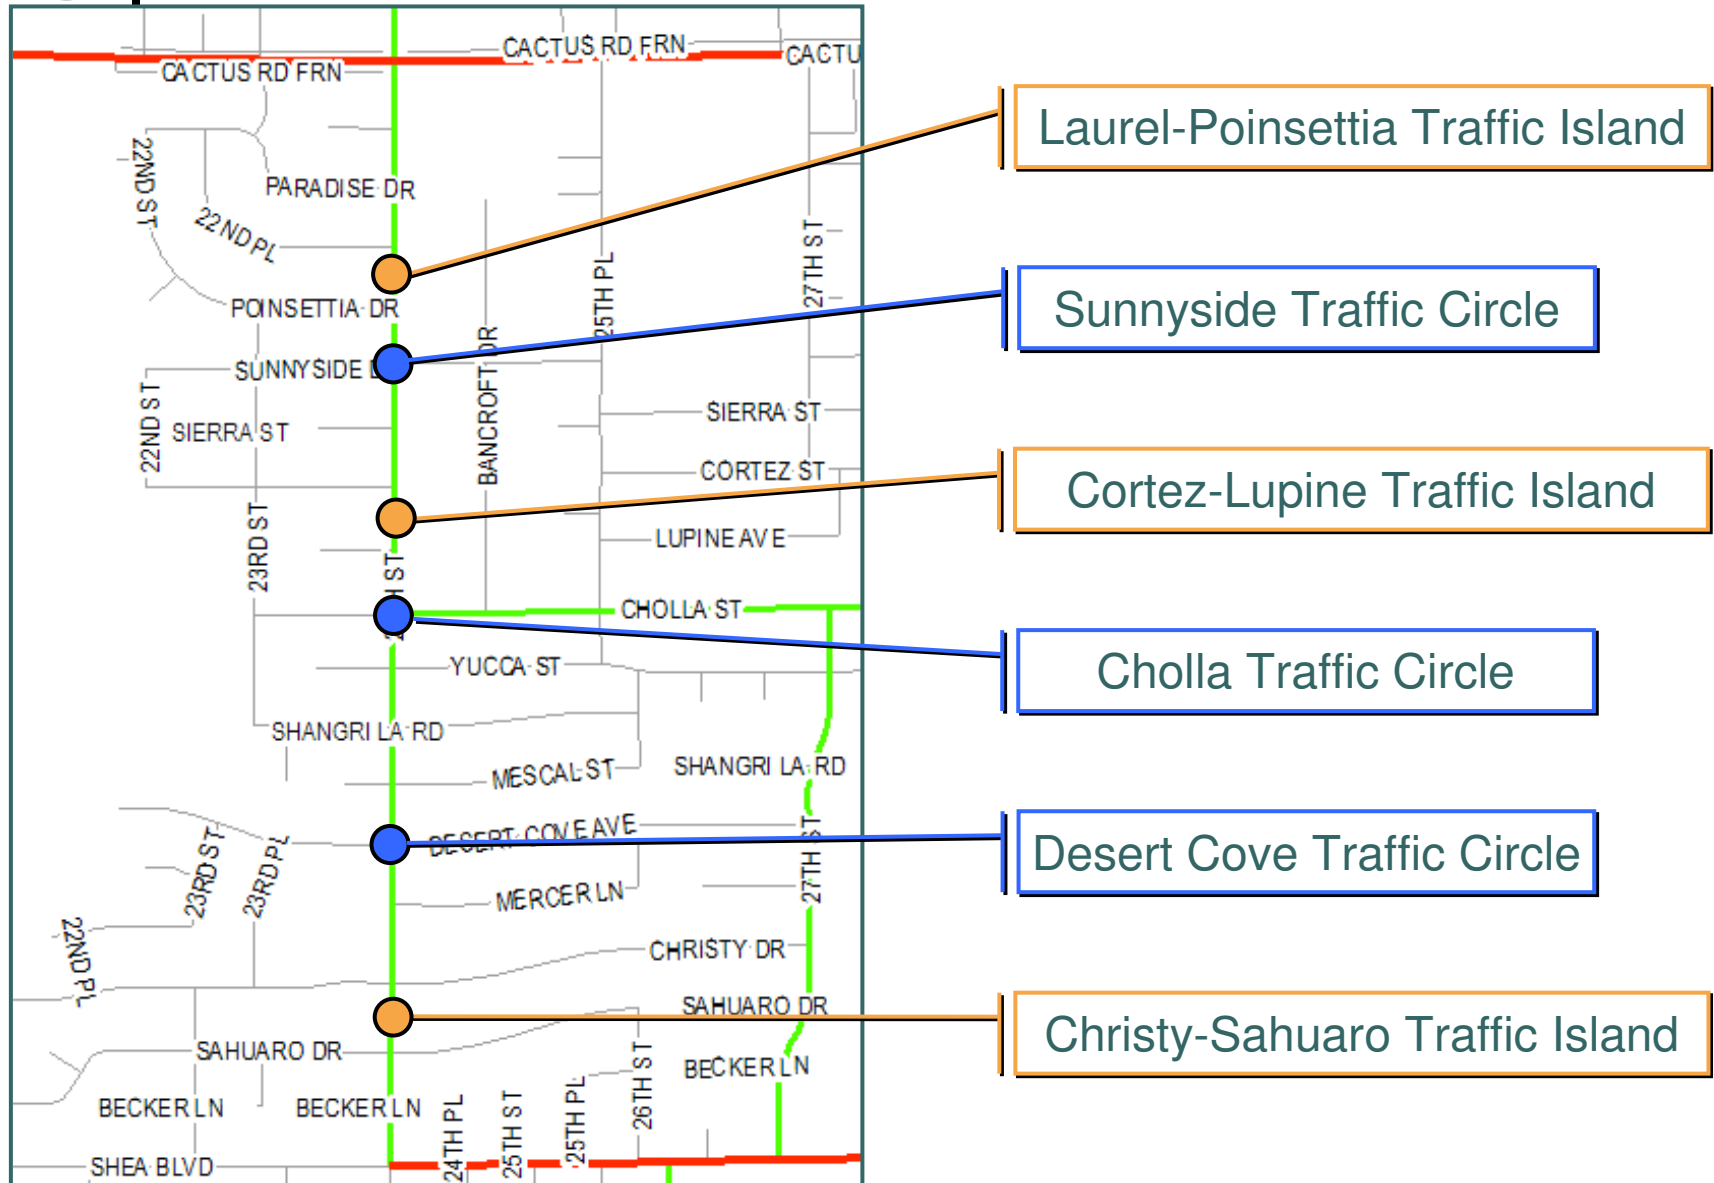 CACTUS RD FRN
CACTU
CACTUS RD FRN
22ND ST
PARADISE DR
22ND PL
POINSETTIA DR
25TH PL
27TH ST
SUNNYSIDE
BANCROFT DR
22ND ST
SIERRA ST
SIERRA ST
CORTEZ ST
23RD ST
LUPINE AVE
H ST
CHOLLA ST
YUCCA ST
SHANGRI LA RD
MESCAL ST
SHANGRI LA RD
DESERT COVE AVE
27TH ST
23RD ST
23RD PL
MERCER LN
22ND PL
CHRISTY DR
SAHUARO DR
SAHUARO DR
BECKER LN
26TH ST
BECKER LN
BECKER LN
24TH PL
25TH ST
25TH PL
SHEA BLVD
Laurel-Poinsettia Traffic Island
Sunnyside Traffic Circle
Cortez-Lupine Traffic Island
Cholla Traffic Circle
Desert Cove Traffic Circle
Christy-Sahuaro Traffic Island